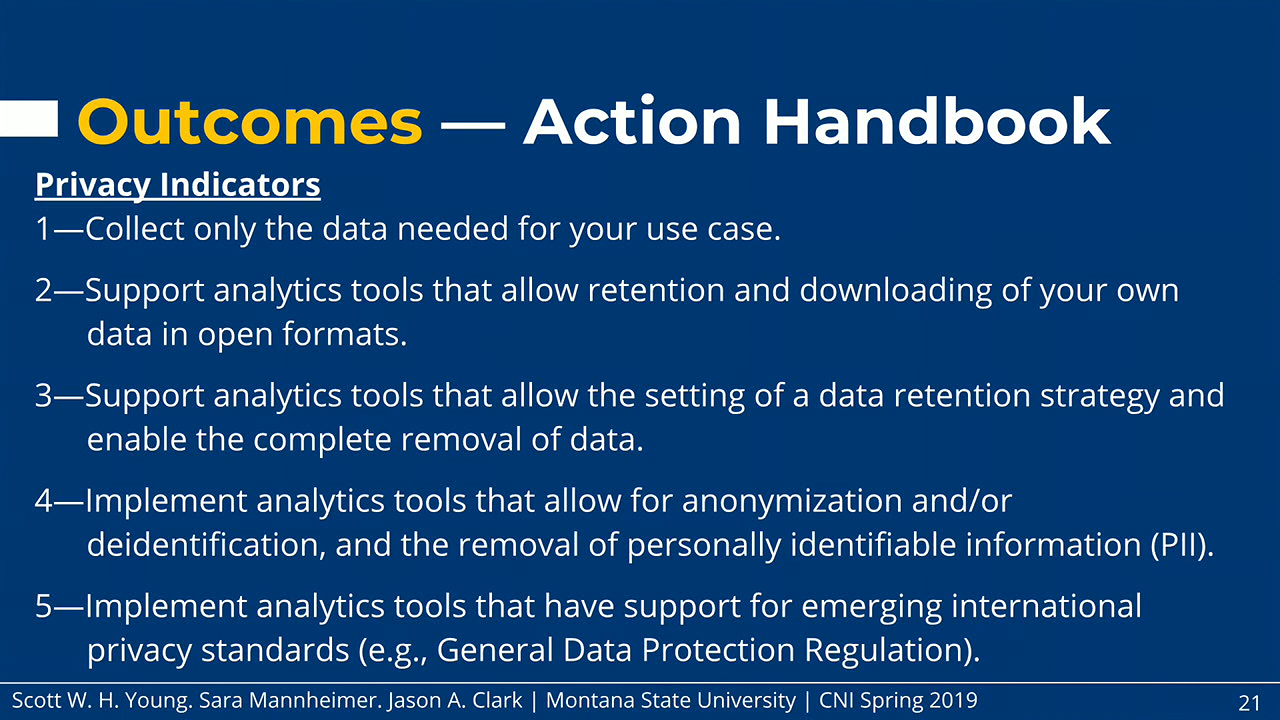 Outcomes — Action Handbook
Privacy Indicators
1—Collect only the data needed for your use case.
2—Support analytics tools that allow retention and downloading of your own
data in open formats.
3—Support analytics tools that allow the setting of a data retention strategy and
enable the complete removal of data.
4—Implement analytics tools that allow for anonymization and/or
deidentification, and the removal of personally identifiable information (PII).
5—Implement analytics tools that have support for emerging international
privacy standards (e.g., General Data Protection Regulation).
Scott W. H. Young. Sara Mannheimer. Jason A. Clark | Montana State University | CNI Spring 2019
21